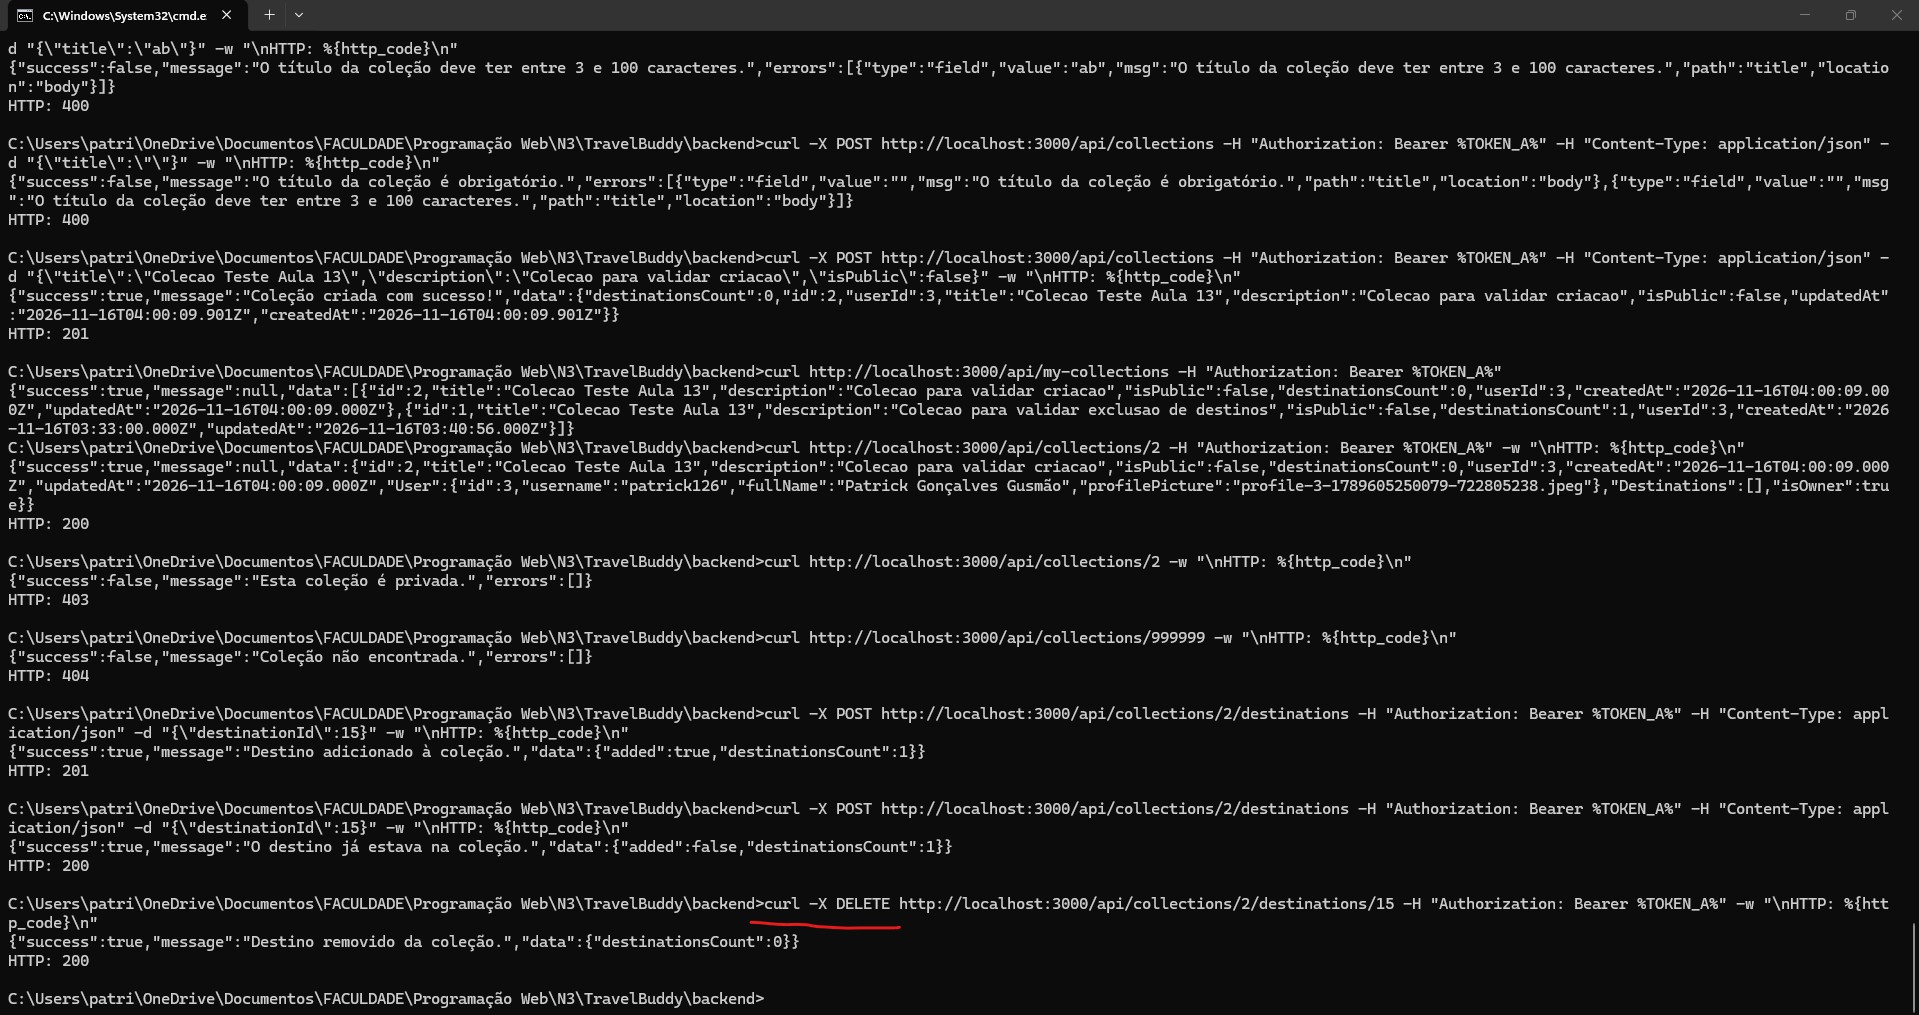 C:\Windows\System32\cmd.e
d "{\"title\":\"ab\"}" -w "\nHTTP: %{http_code}\n"
{"success":false,"message":"O título da coleção deve ter entre 3 e 100 caracteres.","errors":[{"type":"field","value":"ab","msg":"O título da coleção deve ter entre 3 e 100 caracteres.","path":"title","locatio
n":"body"}]}
HTTP: 400
C:\Users\patri\OneDrive\Documentos\FACULDADE\Programação Web\N3\TravelBuddy\backend>curl -X POST http://localhost:3000/api/collections -H "Authorization: Bearer %TOKEN_A%" -H "Content-Type: application/json" -
d "{\"title\":\"\"}" -w "\nHTTP: %{http_code}\n"
{"success":false,"message":"O título da coleção é obrigatório.","errors":[{"type":"field","value":"","msg":"O título da coleção é obrigatório.","path":"title","location":"body"},{"type":"field","value":"","msg
":"O título da coleção deve ter entre 3 e 100 caracteres.","path":"title","location":"body"}]}
HTTP: 400
C:\Users\patri\OneDrive\Documentos\FACULDADE\Programação Web\N3\TravelBuddy\backend>curl -X POST http://localhost:3000/api/collections -H "Authorization: Bearer %TOKEN_A%" -H "Content-Type: application/json" -
d "{\"title\":\"Colecao Teste Aula 13\",\"description\":\"Colecao para validar criacao\",\"isPublic\":false}" -w "\nHTTP: %{http_code}\n"
{"success":true,"message":"Coleção criada com sucesso!","data":{"destinationsCount":0,"id":2,"userId":3,"title":"Colecao Teste Aula 13","description":"Colecao para validar criacao","isPublic":false,"updatedAt"
:"2026-11-16T04:00:09.901Z","createdAt":"2026-11-16T04:00:09.901Z"}}
HTTP: 201
C:\Users\patri\OneDrive\Documentos\FACULDADE\Programação Web\N3\TravelBuddy\backend>curl http://localhost:3000/api/my-collections -H "Authorization: Bearer %TOKEN_A%"
{"success":true,"message":null,"data":[{"id":2,"title":"Colecao Teste Aula 13","description":"Colecao para validar criacao","isPublic":false,"destinationsCount":0,"userId":3,"createdAt":"2026-11-16T04:00:09.00
0Z","updatedAt":"2026-11-16T04:00:09.000Z"},{"id":1,"title":"Colecao Teste Aula 13","description":"Colecao para validar exclusao de destinos","isPublic":false,"destinationsCount":1,"userId":3,"createdAt":"2026
-11-16T03:33:00.000Z","updatedAt":"2026-11-16T03:40:56.000Z"}]}
C:\Users\patri\OneDrive\Documentos\FACULDADE\Programação Web\N3\TravelBuddy\backend>curl http://localhost:3000/api/collections/2 -H "Authorization: Bearer %TOKEN_A%" -w "\nHTTP: %{http_code}\n"
{"success":true,"message":null,"data":{"id":2,"title":"Colecao Teste Aula 13","description":"Colecao para validar criacao","isPublic":false,"destinationsCount":0,"userId":3,"createdAt":"2026-11-16T04:00:09.000
Z","updatedAt":"2026-11-16T04:00:09.000Z","User":{"id":3,"username":"patrick126","fullName":"Patrick Gonçalves Gusmão","profilePicture":"profile-3-1789605250079-722805238.jpeg"},"Destinations":[],"isOwner":tru
e}}
HTTP: 200
C:\Users\patri\OneDrive\Documentos\FACULDADE\Programação Web\N3\TravelBuddy\backend>curl http://localhost:3000/api/collections/2 -w "\nHTTP: %{http_code}\n"
{"success":false,"message":"Esta coleção é privada.","errors":[]}
HTTP: 403
C:\Users\patri\OneDrive\Documentos\FACULDADE\Programação Web\N3\TravelBuddy\backend>curl http://localhost:3000/api/collections/999999 -w "\nHTTP: %{http_code}\n"
{"success":false,"message":"Coleção não encontrada.","errors":[]}
HTTP: 404
C:\Users\patri\OneDrive\Documentos\FACULDADE\Programação Web\N3\TravelBuddy\backend>curl -X POST http://localhost:3000/api/collections/2/destinations -H "Authorization: Bearer %TOKEN_A%" -H "Content-Type: appl
ication/json" -d "{\"destinationId\":15}" -w "\nHTTP: %{http_code}\n"
{"success":true,"message":"Destino adicionado à coleção.","data":{"added":true,"destinationsCount":1}}
HTTP: 201
C:\Users\patri\OneDrive\Documentos\FACULDADE\Programação Web\N3\TravelBuddy\backend>curl -X POST http://localhost:3000/api/collections/2/destinations -H "Authorization: Bearer %TOKEN_A%" -H "Content-Type: appl
ication/json" -d "{\"destinationId\":15}" -w "\nHTTP: %{http_code}\n"
{"success":true,"message":"O destino já estava na coleção.","data":{"added":false,"destinationsCount":1}}
HTTP: 200
C:\Users\patri\OneDrive\Documentos\FACULDADE\Programação Web\N3\TravelBuddy\backend>curl -X DELETE http://localhost:3000/api/collections/2/destinations/15 -H "Authorization: Bearer %TOKEN_A%" -w "\nHTTP: %{htt
p_code}\n"
{"success":true,"message":"Destino removido da coleção.","data":{"destinationsCount":0}}
HTTP: 200
C:\Users\patri\OneDrive\Documentos\FACULDADE\Programação Web\N3\TravelBuddy\backend>